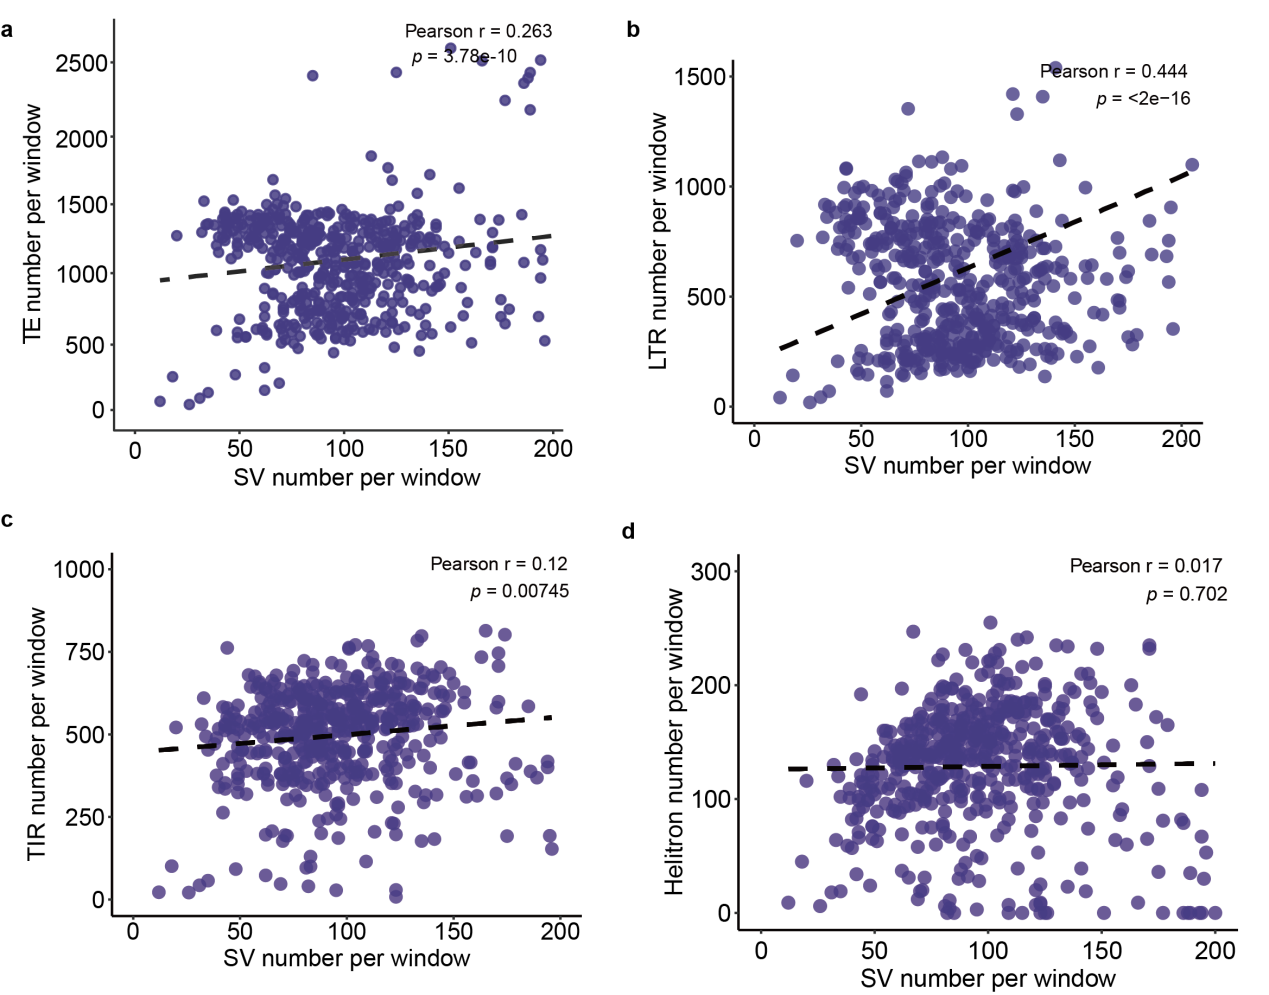 a
Pearson r = 0.263
p = 3.78e-10
TE number per window
2500
2000
1500
1000
500
0
0 50 100 150 200
SV number per window
b
Pearson r = 0.444
p = <2e−16
LTR number per window
1500
1000
500
0
0 50 100 150 200
SV number per window
c
Pearson r = 0.12
p = 0.00745
TIR number per window
1000
750
500
250
0
0 50 100 150 200
SV number per window
d
Pearson r = 0.017
p = 0.702
Helitron number per window
300
200
100
0
0 50 100 150 200
SV number per window